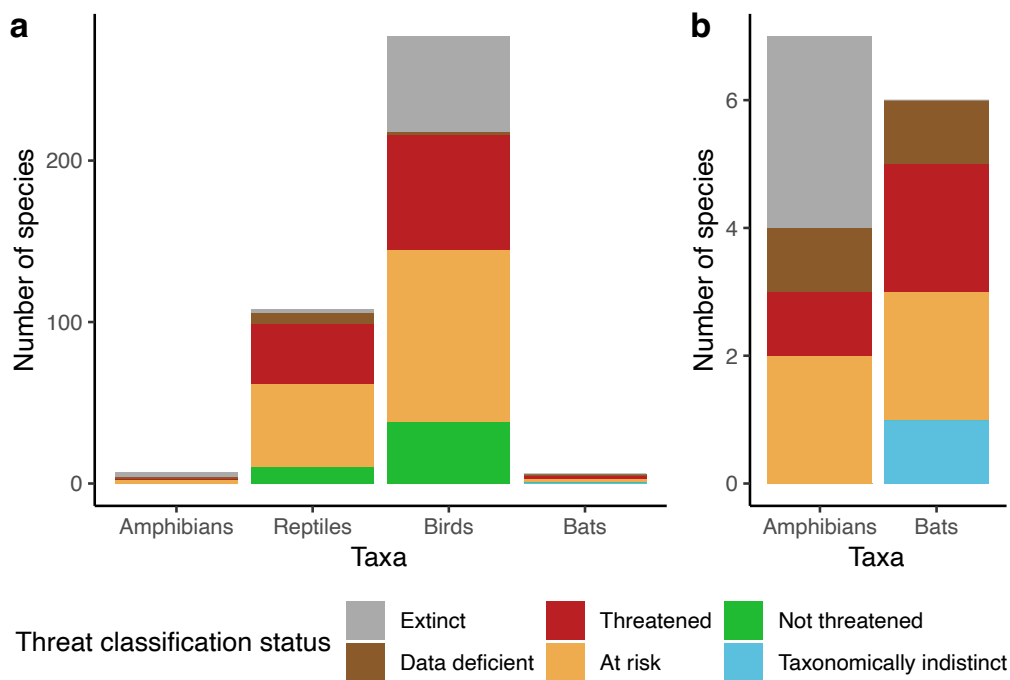 a
Number of species
200
100
0
Amphibians Reptiles Birds Bats
Taxa
b
Number of species
6
4
2
0
Amphibians Bats
Taxa
Threat classification status
Extinct Threatened Not threatened
Data deficient At risk Taxonomically indistinct